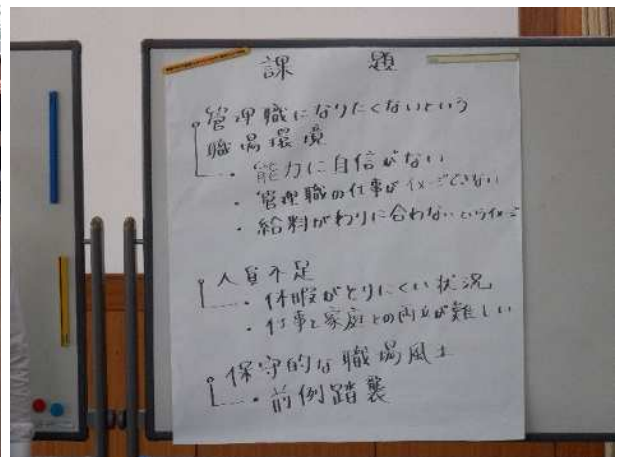 課題
管理職になりたくないという
職場環境
・能力に自信がない
・管理職の仕事がイメージできない
・給料がわりに合わないというイメージ
人員不足
・休暇がとりにくい状況
・仕事と家庭との両立が難しい
保守的な職場風土
・前例踏襲